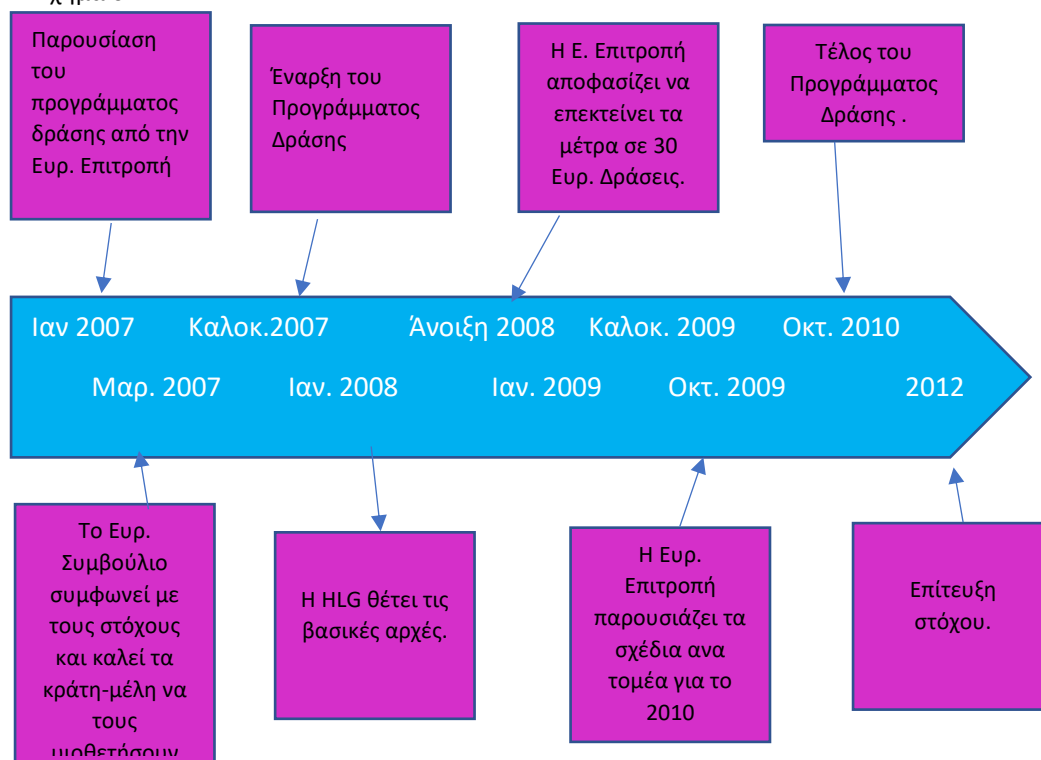 Παρουσίαση
του
προγράμματος
δράσης από την
Ευρ. Επιτροπή
Έναρξη του
Προγράμματος
Δράσης
Η Ε. Επιτροπή
αποφασίζει να
επεκτείνει τα
μέτρα σε 30
Ευρ. Δράσεις.
Τέλος του
Προγράμματος
Δράσης .
Ιαν 2007 Καλοκ.2007 Άνοιξη 2008 Καλοκ. 2009 Οκτ. 2010
Μαρ. 2007 Ιαν. 2008 Ιαν. 2009 Οκτ. 2009 2012
Το Ευρ.
Συμβούλιο
συμφωνεί με
τους στόχους
και καλεί τα
κράτη-μέλη να
τους
υιοθετήσουν
Η HLG θέτει τις
βασικές αρχές.
Η Ευρ.
Επιτροπή
παρουσιάζει τα
σχέδια ανα
τομέα για το
2010
Επίτευξη
στόχου.